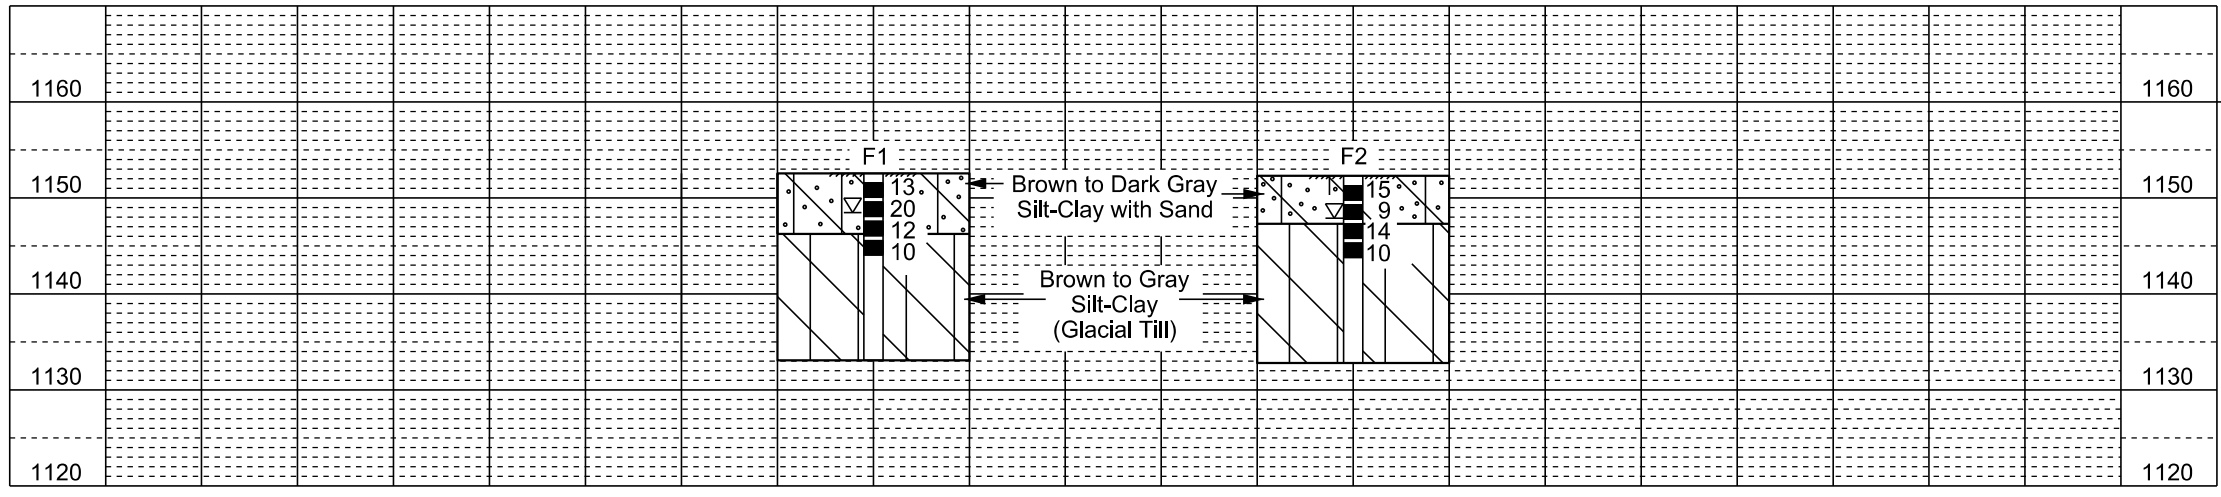 1160 1160
F1 F2
1150 13 Brown to Dark Gray 15 1150
20 Silt-Clay with Sand 9
12 14
10 10
1140 Brown to Gray 1140
Silt-Clay
(Glacial Till)
1130 1130
1120 1120